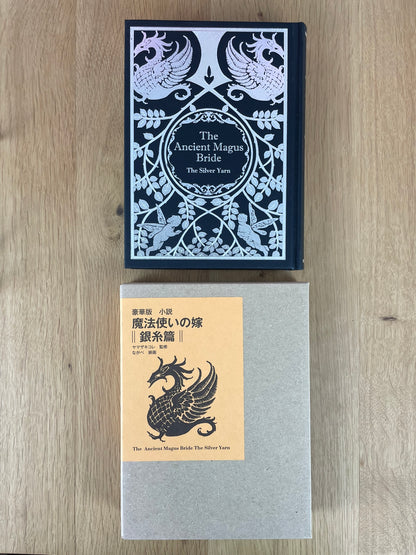 The
Ancient Magus
Bride
The Silver Yarn
豪華版 小説
魔法使いの嫁
‖銀糸篇‖
ヤマザキコレ 監修
ながべ 装画
The Ancient Magus Bride The Silver Yarn